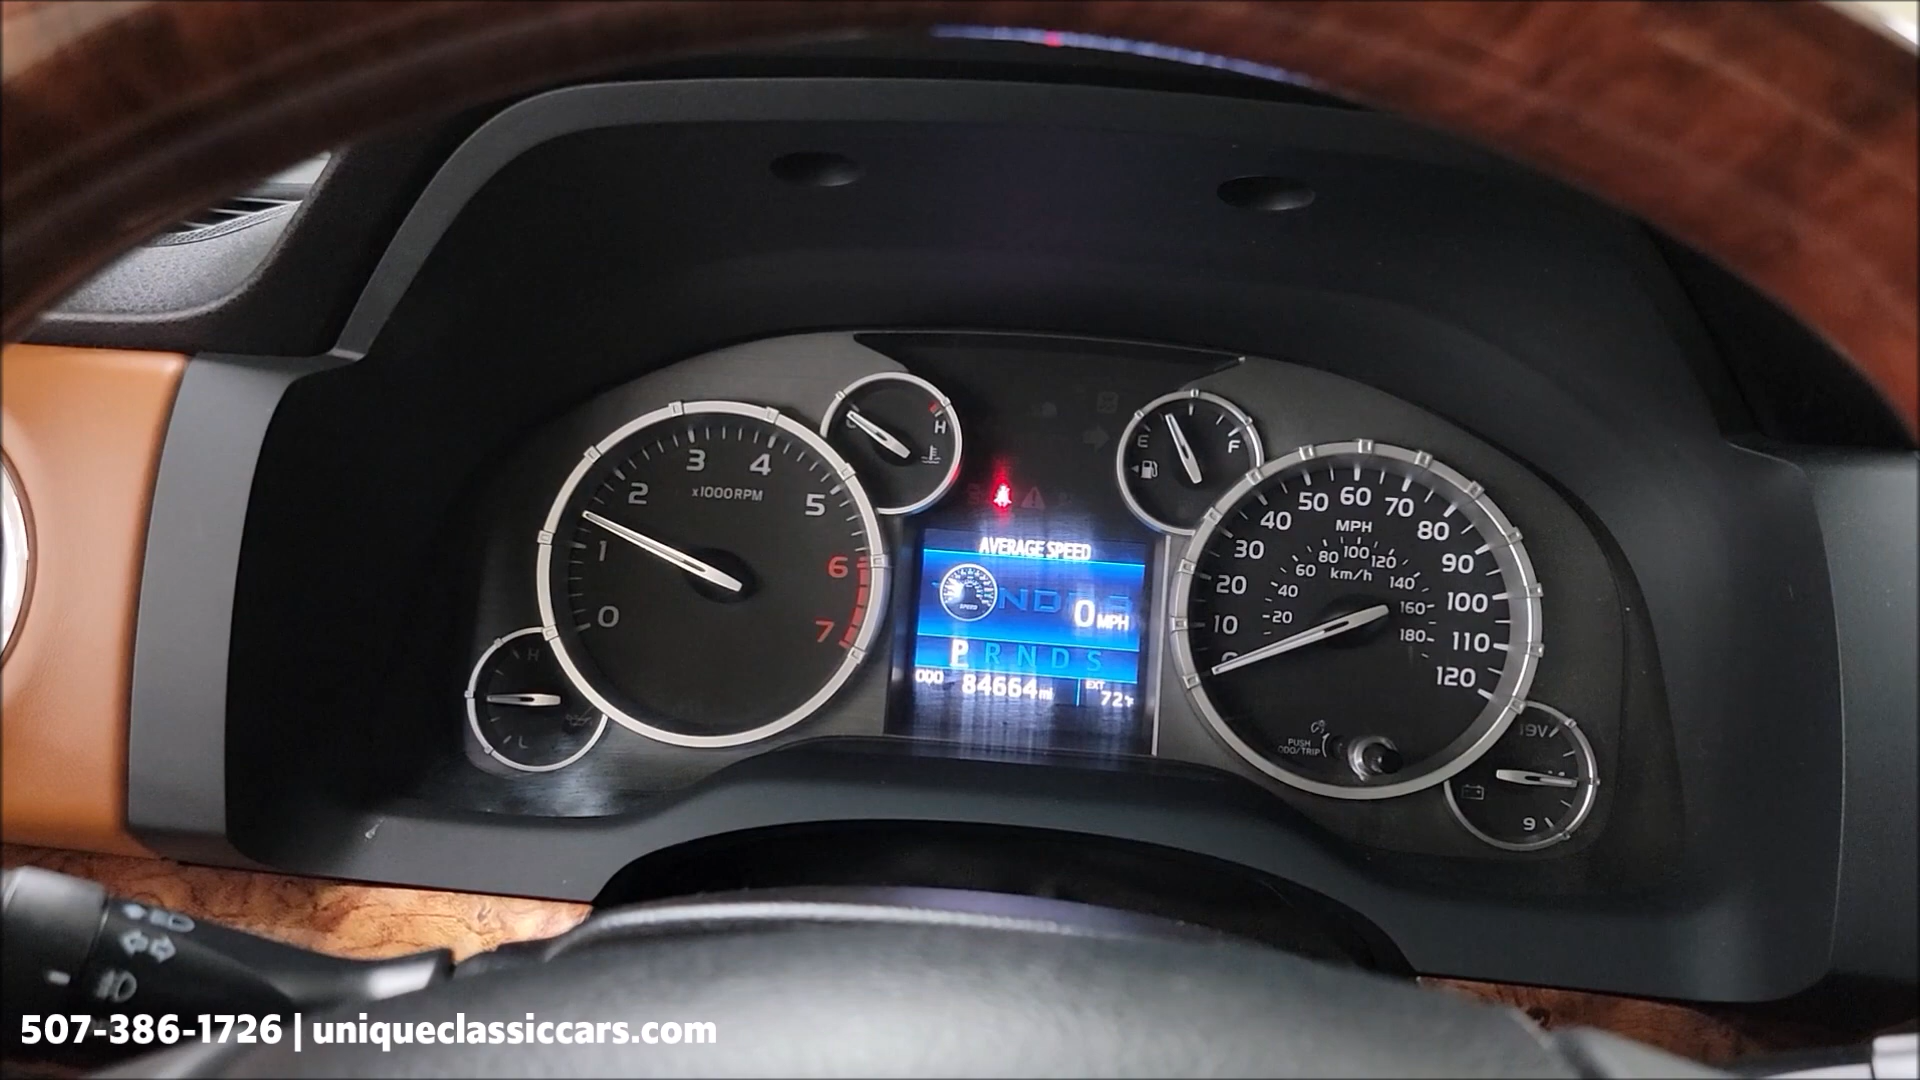 3 4
2 x1000RPM 5
1 6
0 7
H
H
L
E F
AVERAGE SPEED
SPEED
0 MPH
P R N D S
ODO 84664 mi
EXT 72°F
50 60 70
40 MPH 80
30 80 100 120 90
60 km/h 140
20 40 160 100
10 20 180 110
120
PUSH
ODO/TRIP
19V
9
507-386-1726 | uniqueclassiccars.com